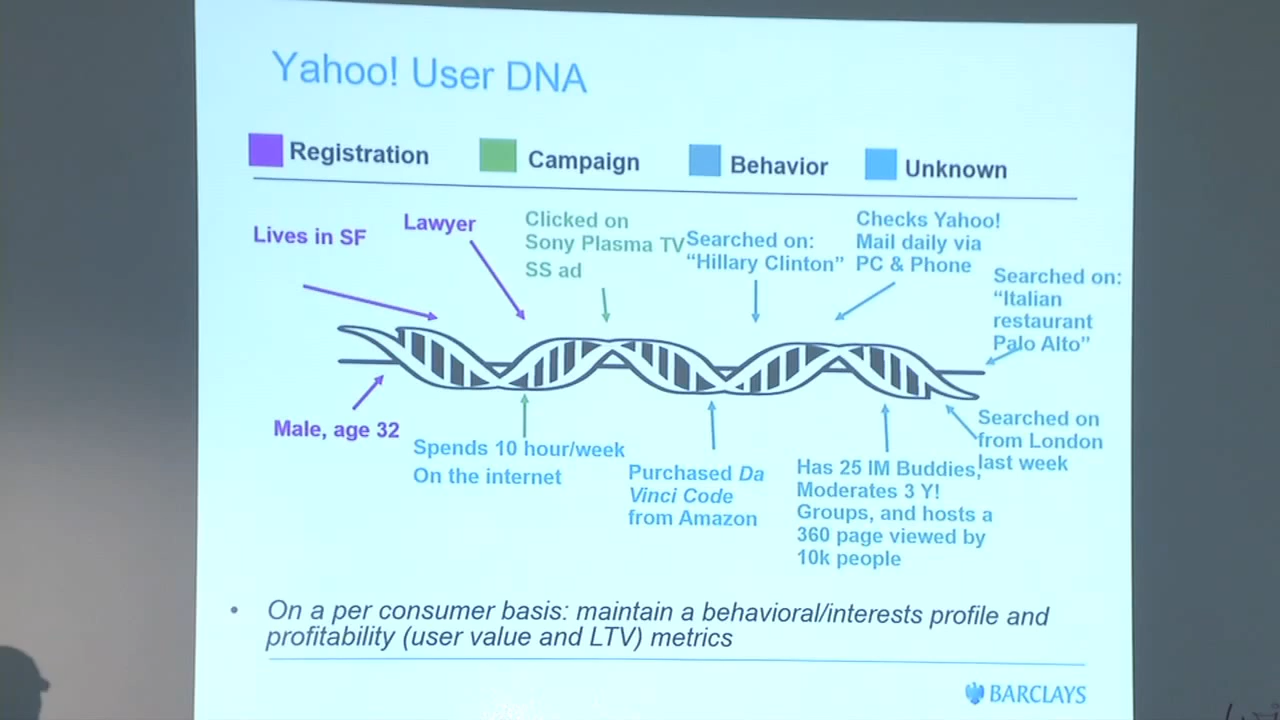 Yahoo! User DNA
Registration
Campaign
Behavior
Unknown
Lives in SF
Lawyer
Clicked on
Sony Plasma TV
SS ad
Searched on:
“Hillary Clinton”
Checks Yahoo!
Mail daily via
PC & Phone
Searched on:
“Italian
restaurant
Palo Alto”
Male, age 32
Spends 10 hour/week
On the internet
Purchased Da
Vinci Code
from Amazon
Has 25 IM Buddies,
Moderates 3 Y!
Groups, and hosts a
360 page viewed by
10k people
Searched on
from London
last week
• On a per consumer basis: maintain a behavioral/interests profile and
profitability (user value and LTV) metrics
BARCLAYS